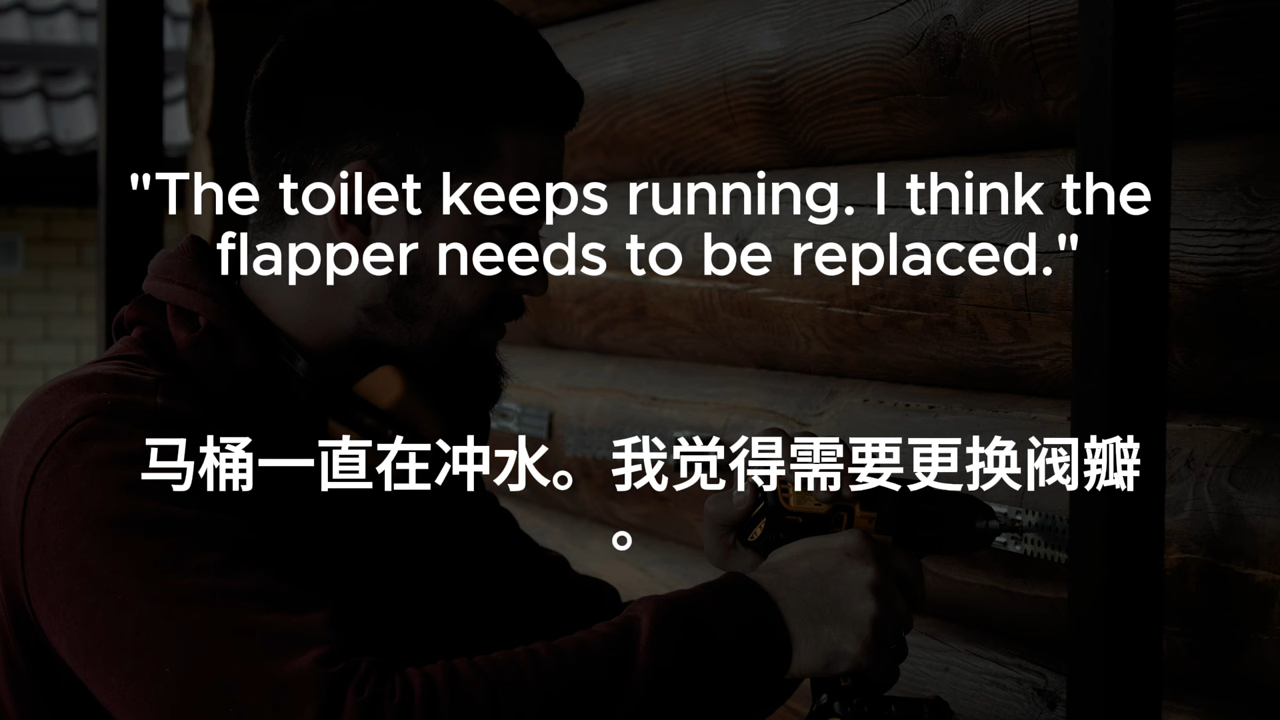 "The toilet keeps running. I think the
flapper needs to be replaced."
马桶一直在冲水。我觉得需要更换阀瓣
。